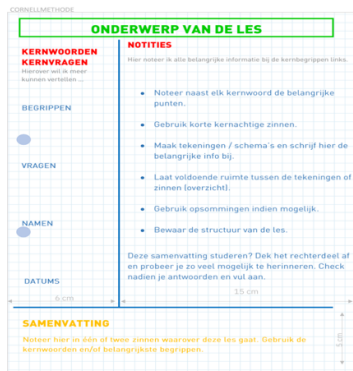 CORNELLMETHODE
ONDERWERP VAN DE LES
KERNWOORDEN
KERNVRAGEN
Hierover wil ik meer
kunnen vertellen ...
BEGRIPPEN
VRAGEN
NAMEN
DATUMS
NOTITIES
Hier noteer ik alle belangrijke informatie bij de kernbegrippen links.
• Noteer naast elk kernwoord de belangrijke
punten.
• Gebruik korte kernachtige zinnen.
• Maak tekeningen / schema's en schrijf hier de
belangrijke info bij.
• Laat voldoende ruimte tussen de tekeningen of
zinnen (overzicht).
• Gebruik opsommingen indien mogelijk.
• Bewaar de structuur van de les.
Deze samenvatting studeren? Dek het rechterdeel af
en probeer je zo veel mogelijk te herinneren. Check
nadien je antwoorden en vul aan.
6 cm
15 cm
SAMENVATTING
Noteer hier in één of twee zinnen waarover deze les gaat. Gebruik de
kernwoorden en/of belangrijkste begrippen.
5 cm